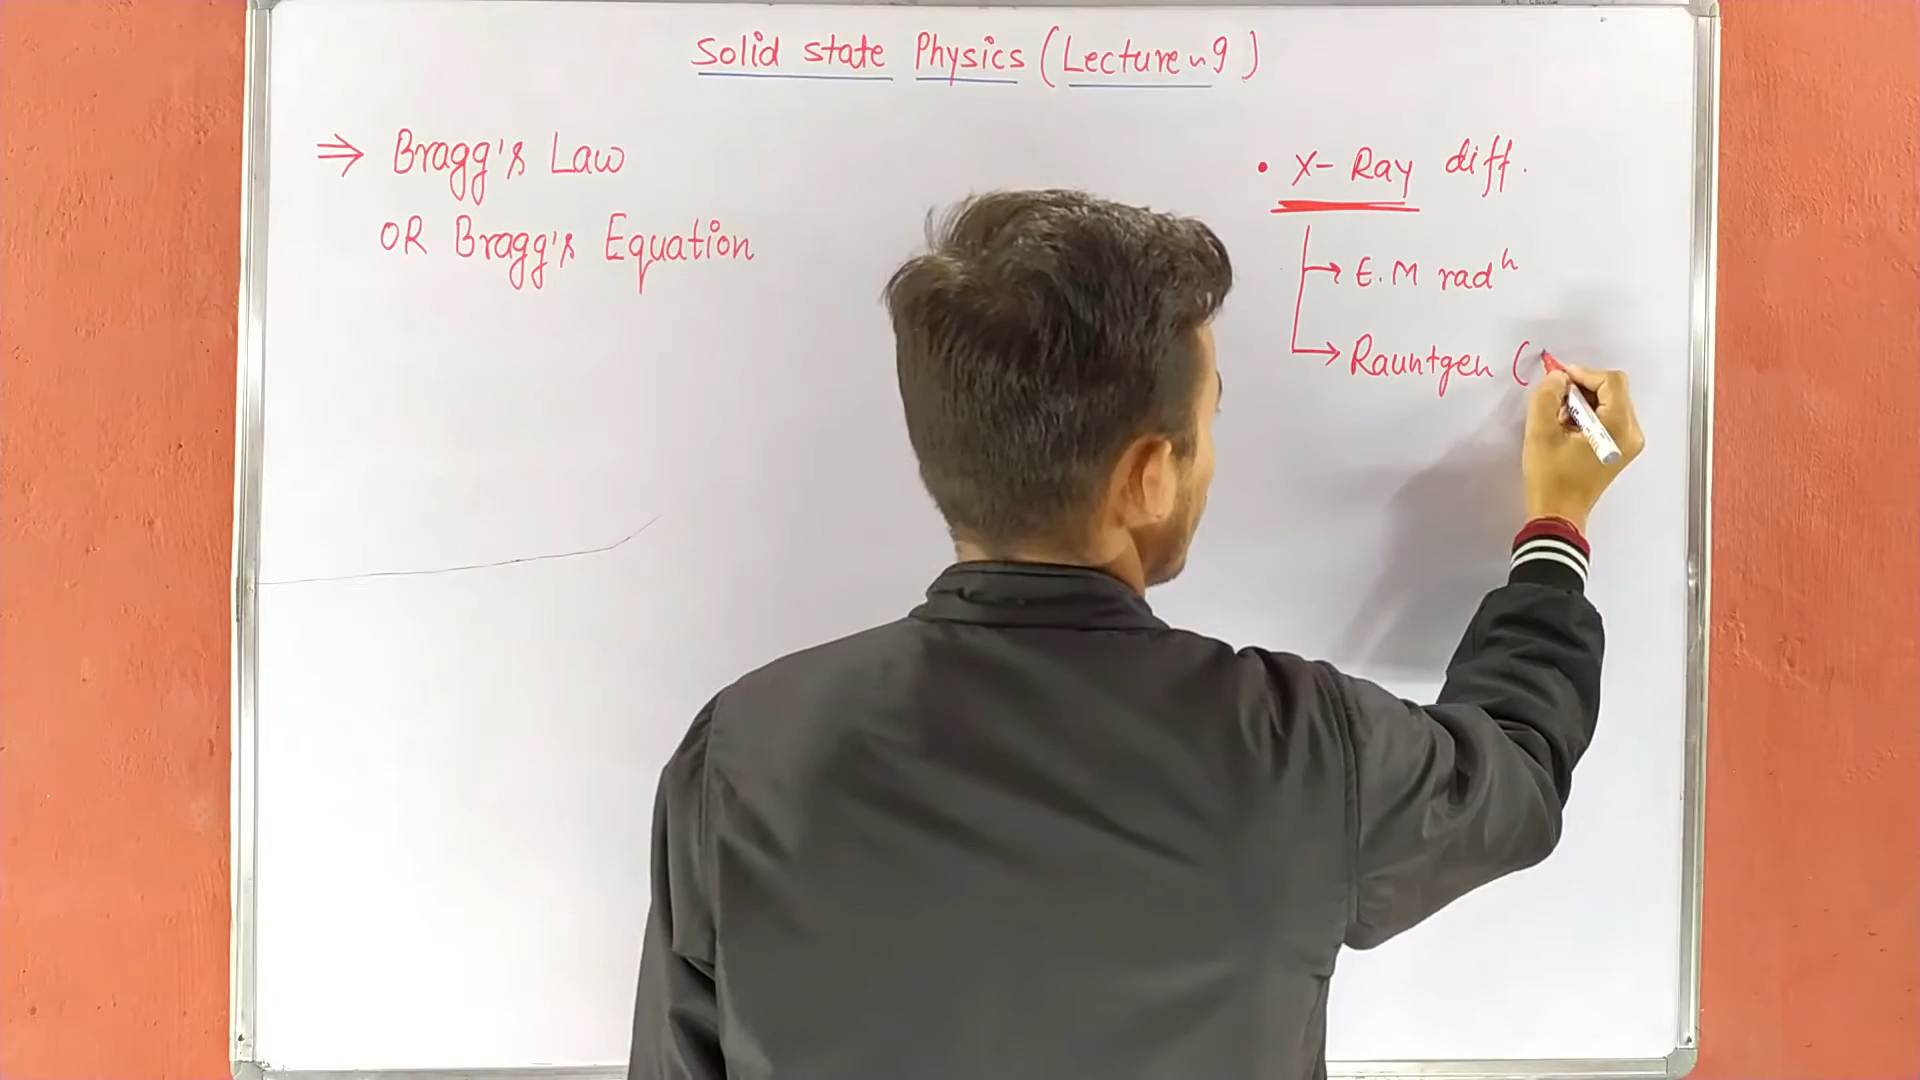 Solid state Physics (Lecture ~ 9)
⇒ Bragg's Law
OR Bragg's Equation
• X-Ray diff.
→ E.M radⁿ
→ Rauntgen (